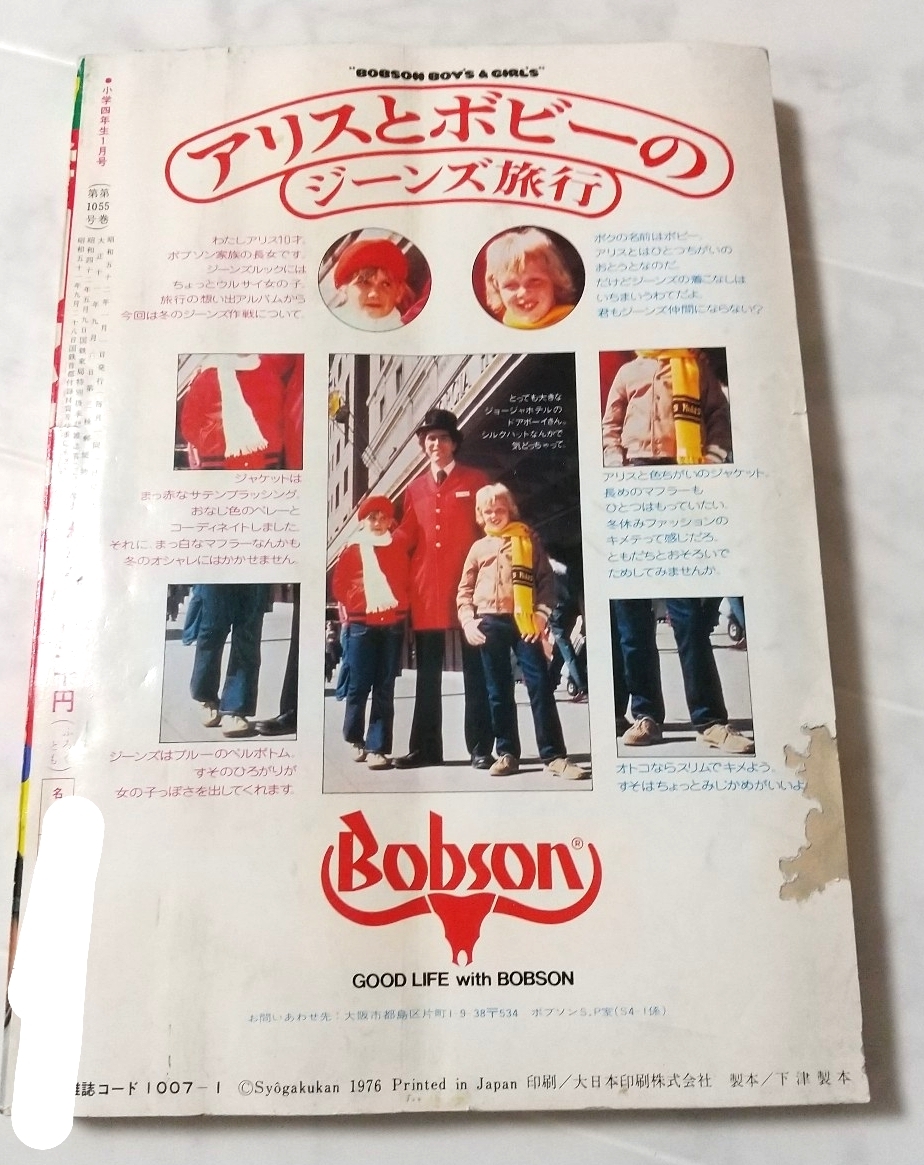 "BOBSON BOY'S & GIRL'S"
アリスとボビーの
ジーンズ旅行
わたしアリス10才。
ボブソン家族の長女です。
ジーンズルックには
ちょっとウルサイ女の子。
旅行の想い出アルバムから
今回は冬のジーンズ作戦について。
ボクの名前はボビー。
アリスとはひとつちがいの
おとうとなのだ。
だけどジーンズの着こなしは
いちまいうわてだよ。
君もジーンズ仲間にならない?
とっても大きな
ジョージャホテルの
ドアボーイさん。
シルクハットなんかで
気どっちゃって。
ジャケットは
まっ赤なサテンブラッシング。
おなじ色のベレーと
コーディネイトしました。
それに、まっ白なマフラーなんかも
冬のオシャレにはかかせません。
アリスと色ちがいのジャケット。
長めのマフラーも
ひとつはもっていたい。
冬休みファッションの
キメテって感じだろ。
ともだちとおそろいで
ためしてみませんか。
ジーンズはブルーのベルボトム。
すそのひろがりが
女の子っぽさを出してくれます。
オトコならスリムでキメよう。
すそはちょっとみじかめがいいよ
Bobson®
GOOD LIFE with BOBSON
お問いあわせ先:大阪市都島区片町1-9-38〒534 ボブソンS.P室(S4-1係)
●小学四年生1月号
(第55巻
第10号)
円
名
雑誌コード 1007-1 ©Syôgakukan 1976 Printed in Japan 印刷/大日本印刷株式会社 製本/下津製本